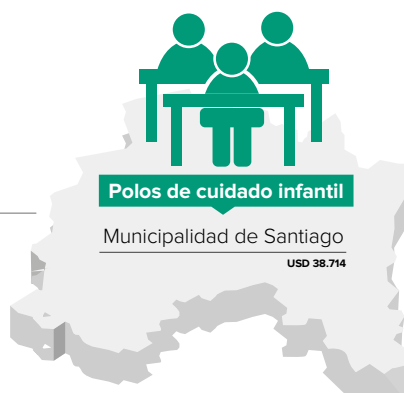 Polos de cuidado infantil
Municipalidad de Santiago
USD 38.714